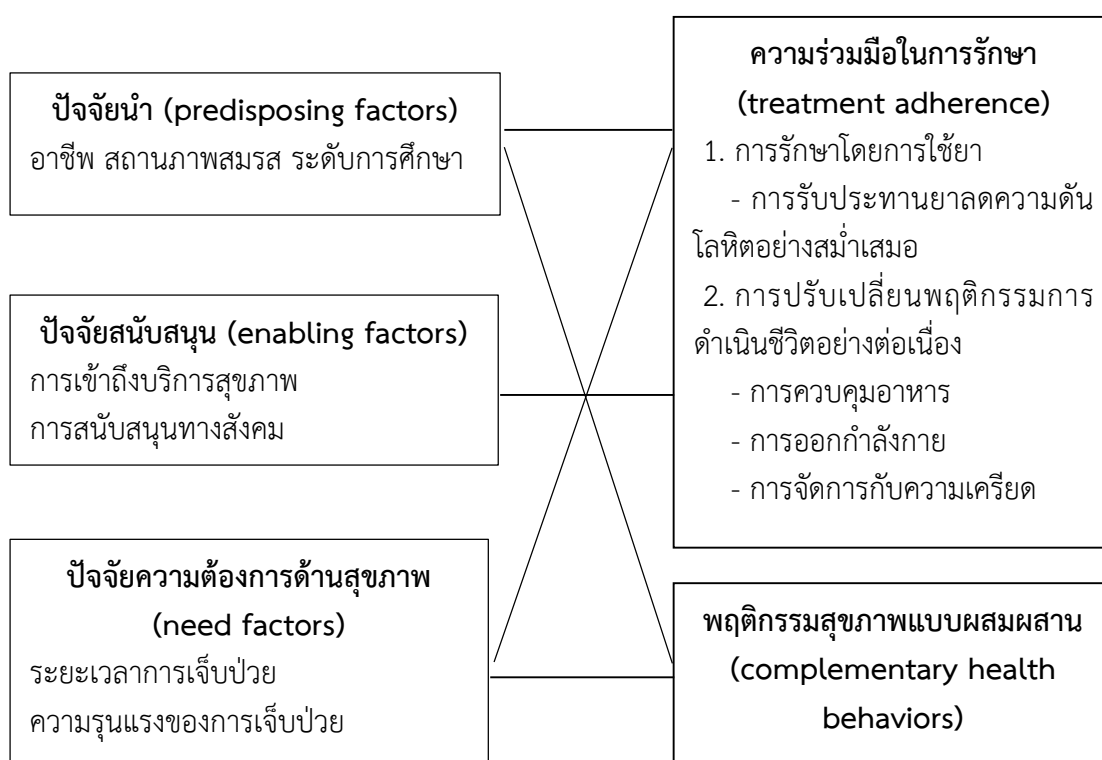 ปัจจัยนำ (predisposing factors)
อาชีพ สถานภาพสมรส ระดับการศึกษา
ปัจจัยสนับสนุน (enabling factors)
การเข้าถึงบริการสุขภาพ
การสนับสนุนทางสังคม
ปัจจัยความต้องการด้านสุขภาพ
(need factors)
ระยะเวลาการเจ็บป่วย
ความรุนแรงของการเจ็บป่วย
ความร่วมมือในการรักษา
(treatment adherence)
1. การรักษาโดยการใช้ยา
- การรับประทานยาลดความดัน
โลหิตอย่างสม่ำเสมอ
2. การปรับเปลี่ยนพฤติกรรมการ
ดำเนินชีวิตอย่างต่อเนื่อง
- การควบคุมอาหาร
- การออกกำลังกาย
- การจัดการกับความเครียด
พฤติกรรมสุขภาพแบบผสมผสาน
(complementary health
behaviors)